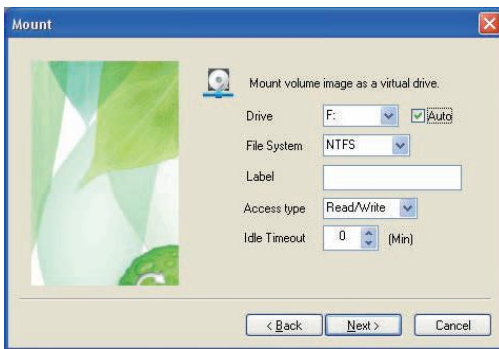 Mount
Mount volume image as a virtual drive.
Drive F: Auto
File System NTFS
Label
Access type Read/Write
Idle Timeout 0 (Min)
< Back Next > Cancel